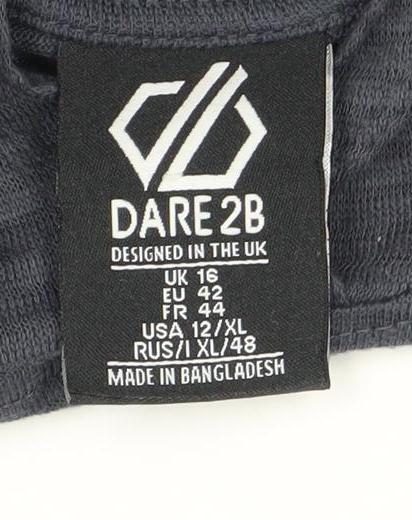 DARE 2B
DESIGNED IN THE UK
UK 16
EU 42
FR 44
USA 12/XL
RUS/I XL/48
MADE IN BANGLADESH